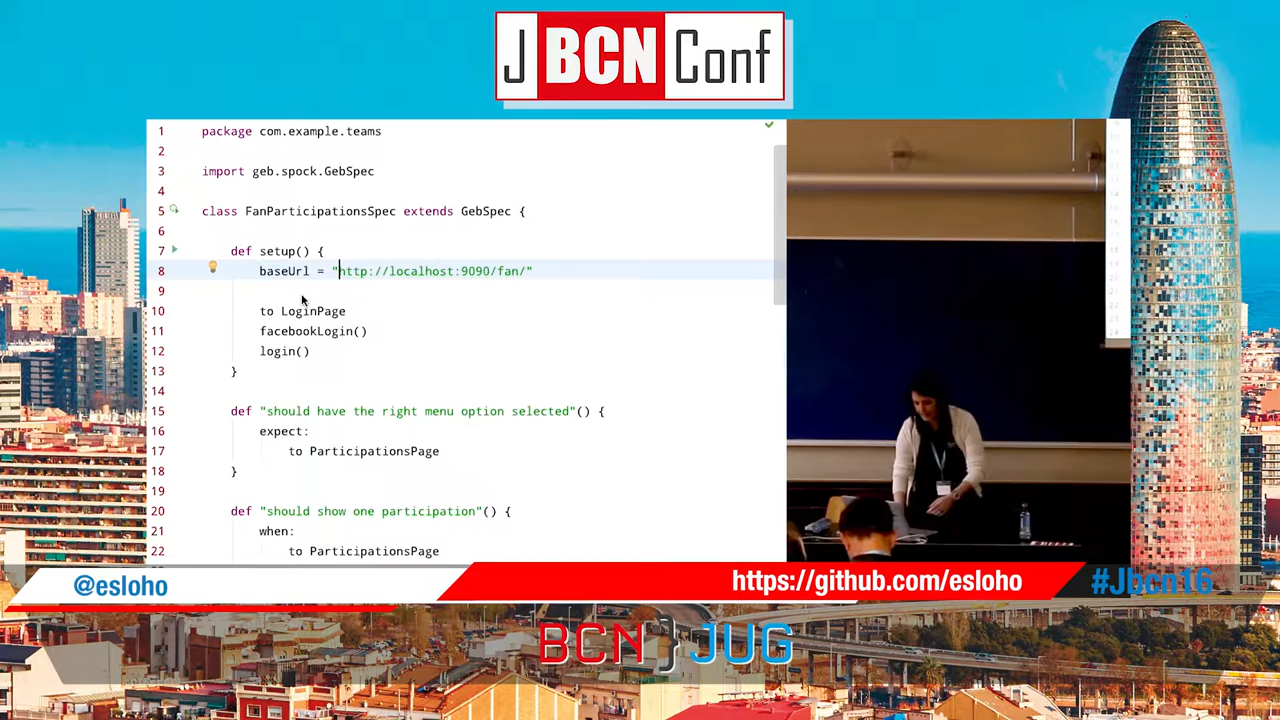 J BCN Conf
1 package com.example.teams
2
3 import geb.spock.GebSpec
4
5 class FanParticipationsSpec extends GebSpec {
6
7 def setup() {
8 baseUrl = "http://localhost:9090/fan/"
9
10 to LoginPage
11 facebookLogin()
12 login()
13 }
14
15 def "should have the right menu option selected"() {
16 expect:
17 to ParticipationsPage
18 }
19
20 def "should show one participation"() {
21 when:
22 to ParticipationsPage
@esloho
https://github.com/esloho
#Jbcn16
BCN JUG